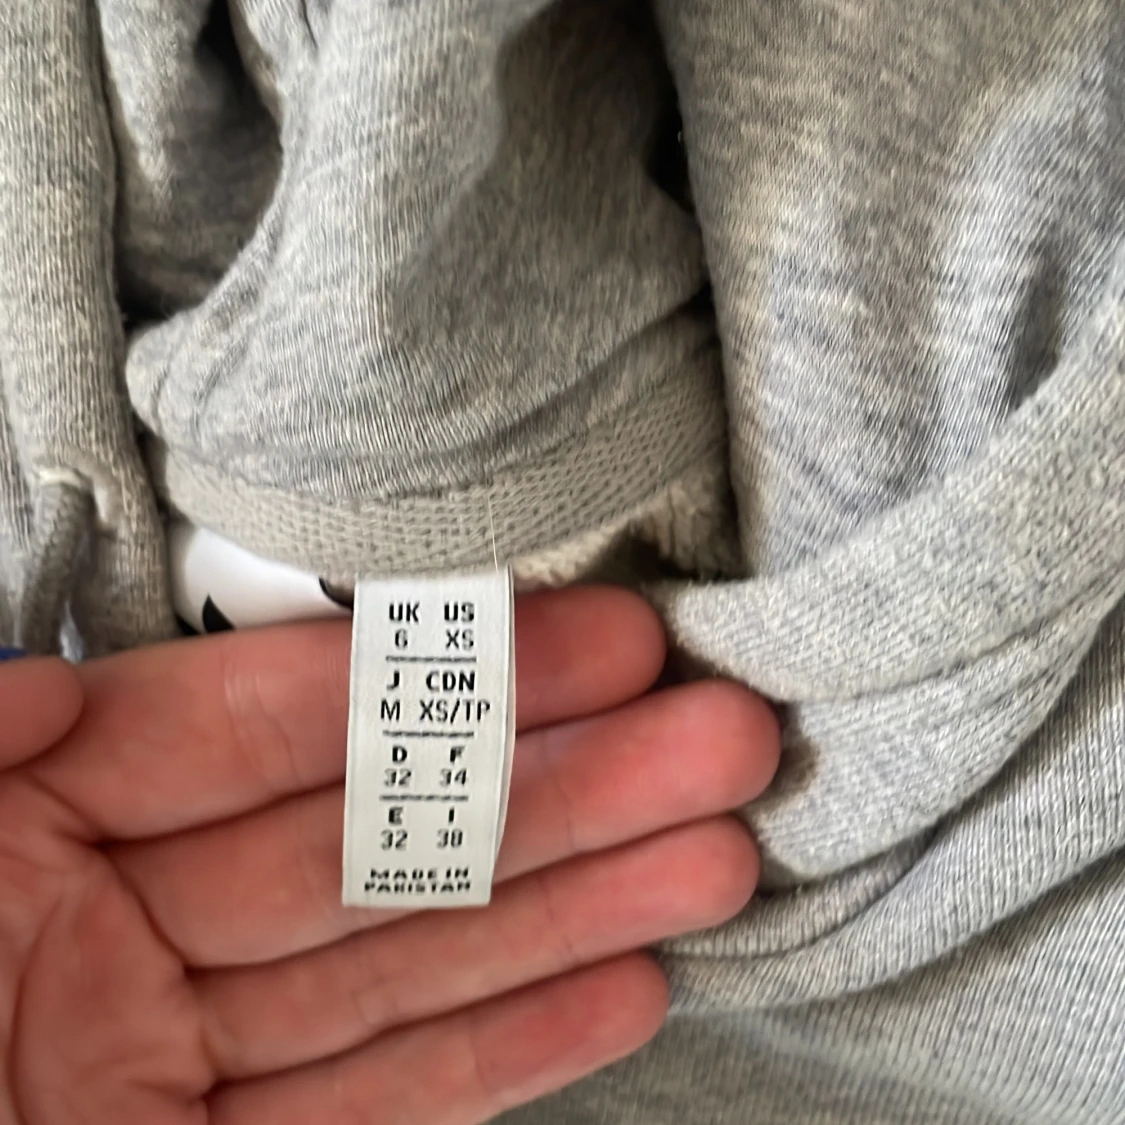 UK US
6 XS
J CDN
M XS/TP
D F
32 34
E I
32 38
MADE IN
PAKISTAN